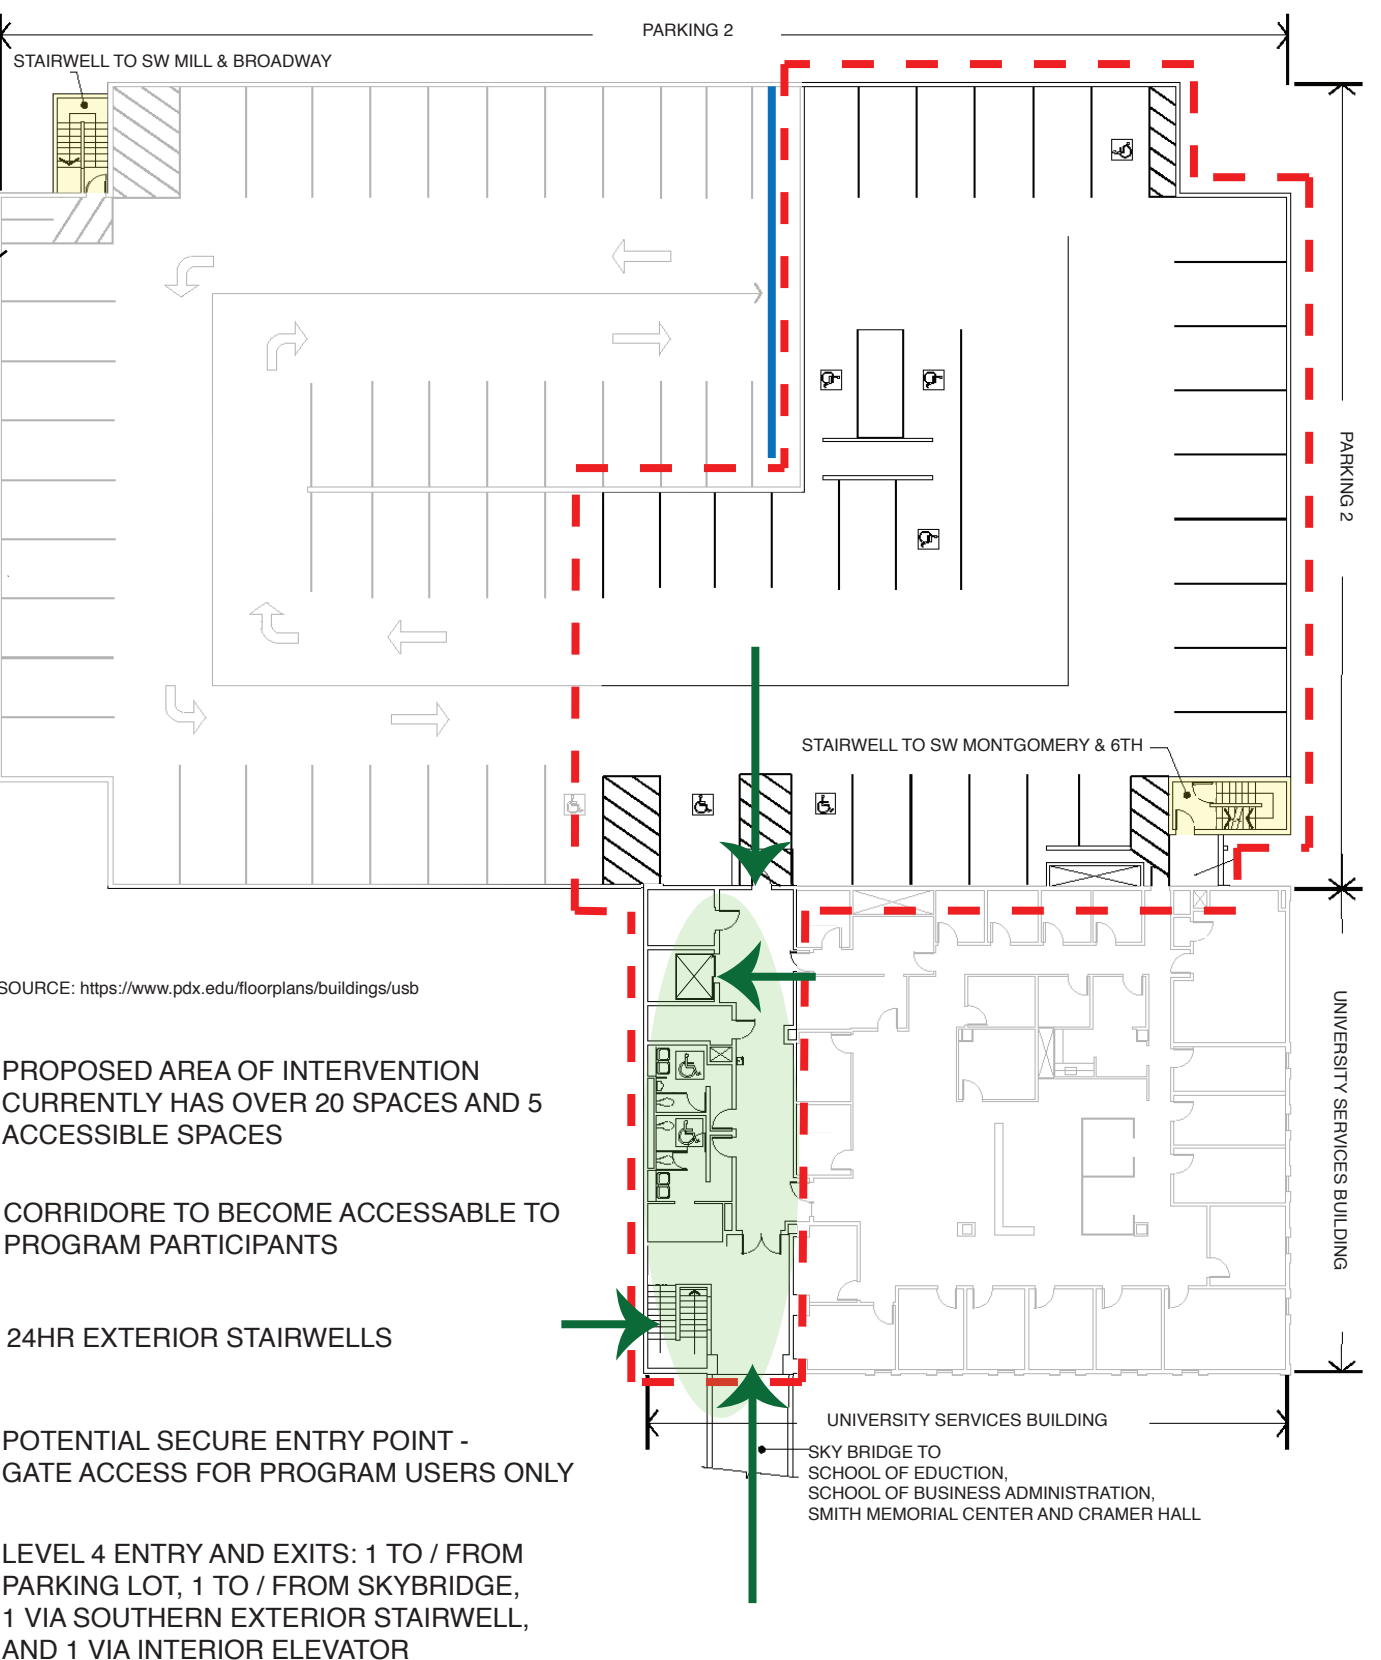 PARKING 2
STAIRWELL TO SW MILL & BROADWAY
PARKING 2
STAIRWELL TO SW MONTGOMERY & 6TH
SOURCE: https://www.pdx.edu/floorplans/buildings/usb
UNIVERSITY SERVICES BUILDING
PROPOSED AREA OF INTERVENTION
CURRENTLY HAS OVER 20 SPACES AND 5
ACCESSIBLE SPACES
CORRIDORE TO BECOME ACCESSABLE TO
PROGRAM PARTICIPANTS
24HR EXTERIOR STAIRWELLS
UNIVERSITY SERVICES BUILDING
SKY BRIDGE TO
SCHOOL OF EDUCTION,
SCHOOL OF BUSINESS ADMINISTRATION,
SMITH MEMORIAL CENTER AND CRAMER HALL
POTENTIAL SECURE ENTRY POINT -
GATE ACCESS FOR PROGRAM USERS ONLY
LEVEL 4 ENTRY AND EXITS: 1 TO / FROM
PARKING LOT, 1 TO / FROM SKYBRIDGE,
1 VIA SOUTHERN EXTERIOR STAIRWELL,
AND 1 VIA INTERIOR ELEVATOR